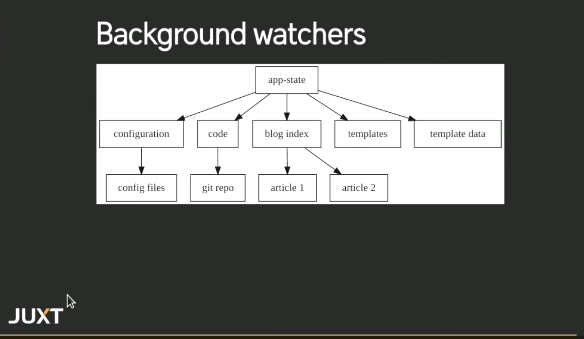 Background watchers
app-state
configuration
code
blog index
templates
template data
config files
git repo
article 1
article 2
JUXT